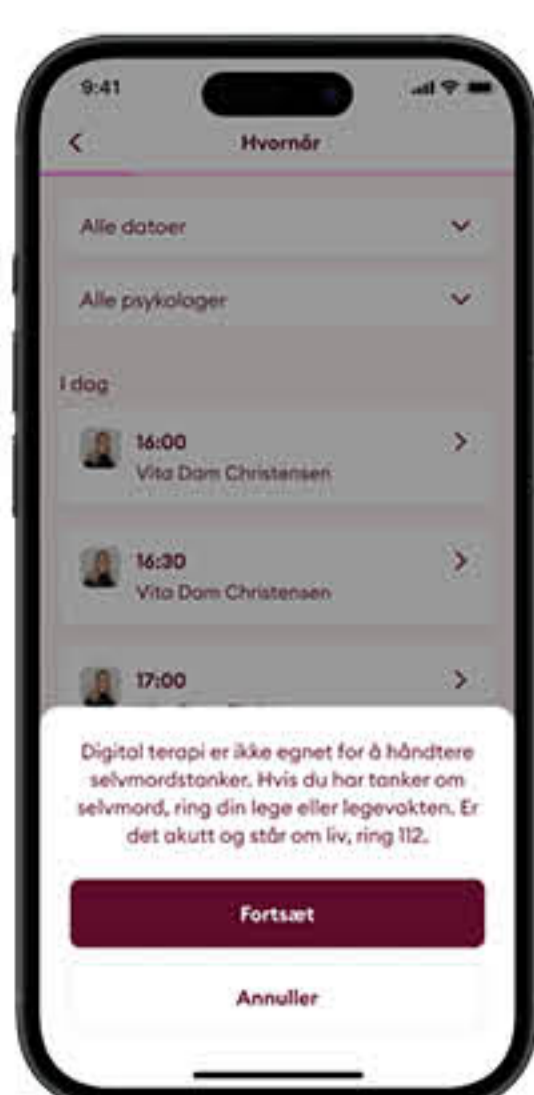 9:41
Hvornår
Alle datoer
Alle psykologer
I dag
16:00
Vita Dam Christensen
16:30
Vita Dam Christensen
17:00
Digital terapi er ikke egnet for å håndtere
selvmordstanker. Hvis du har tanker om
selvmord, ring din lege eller legevakten. Er
det akutt og står om liv, ring 112.
Fortsæt
Annuller